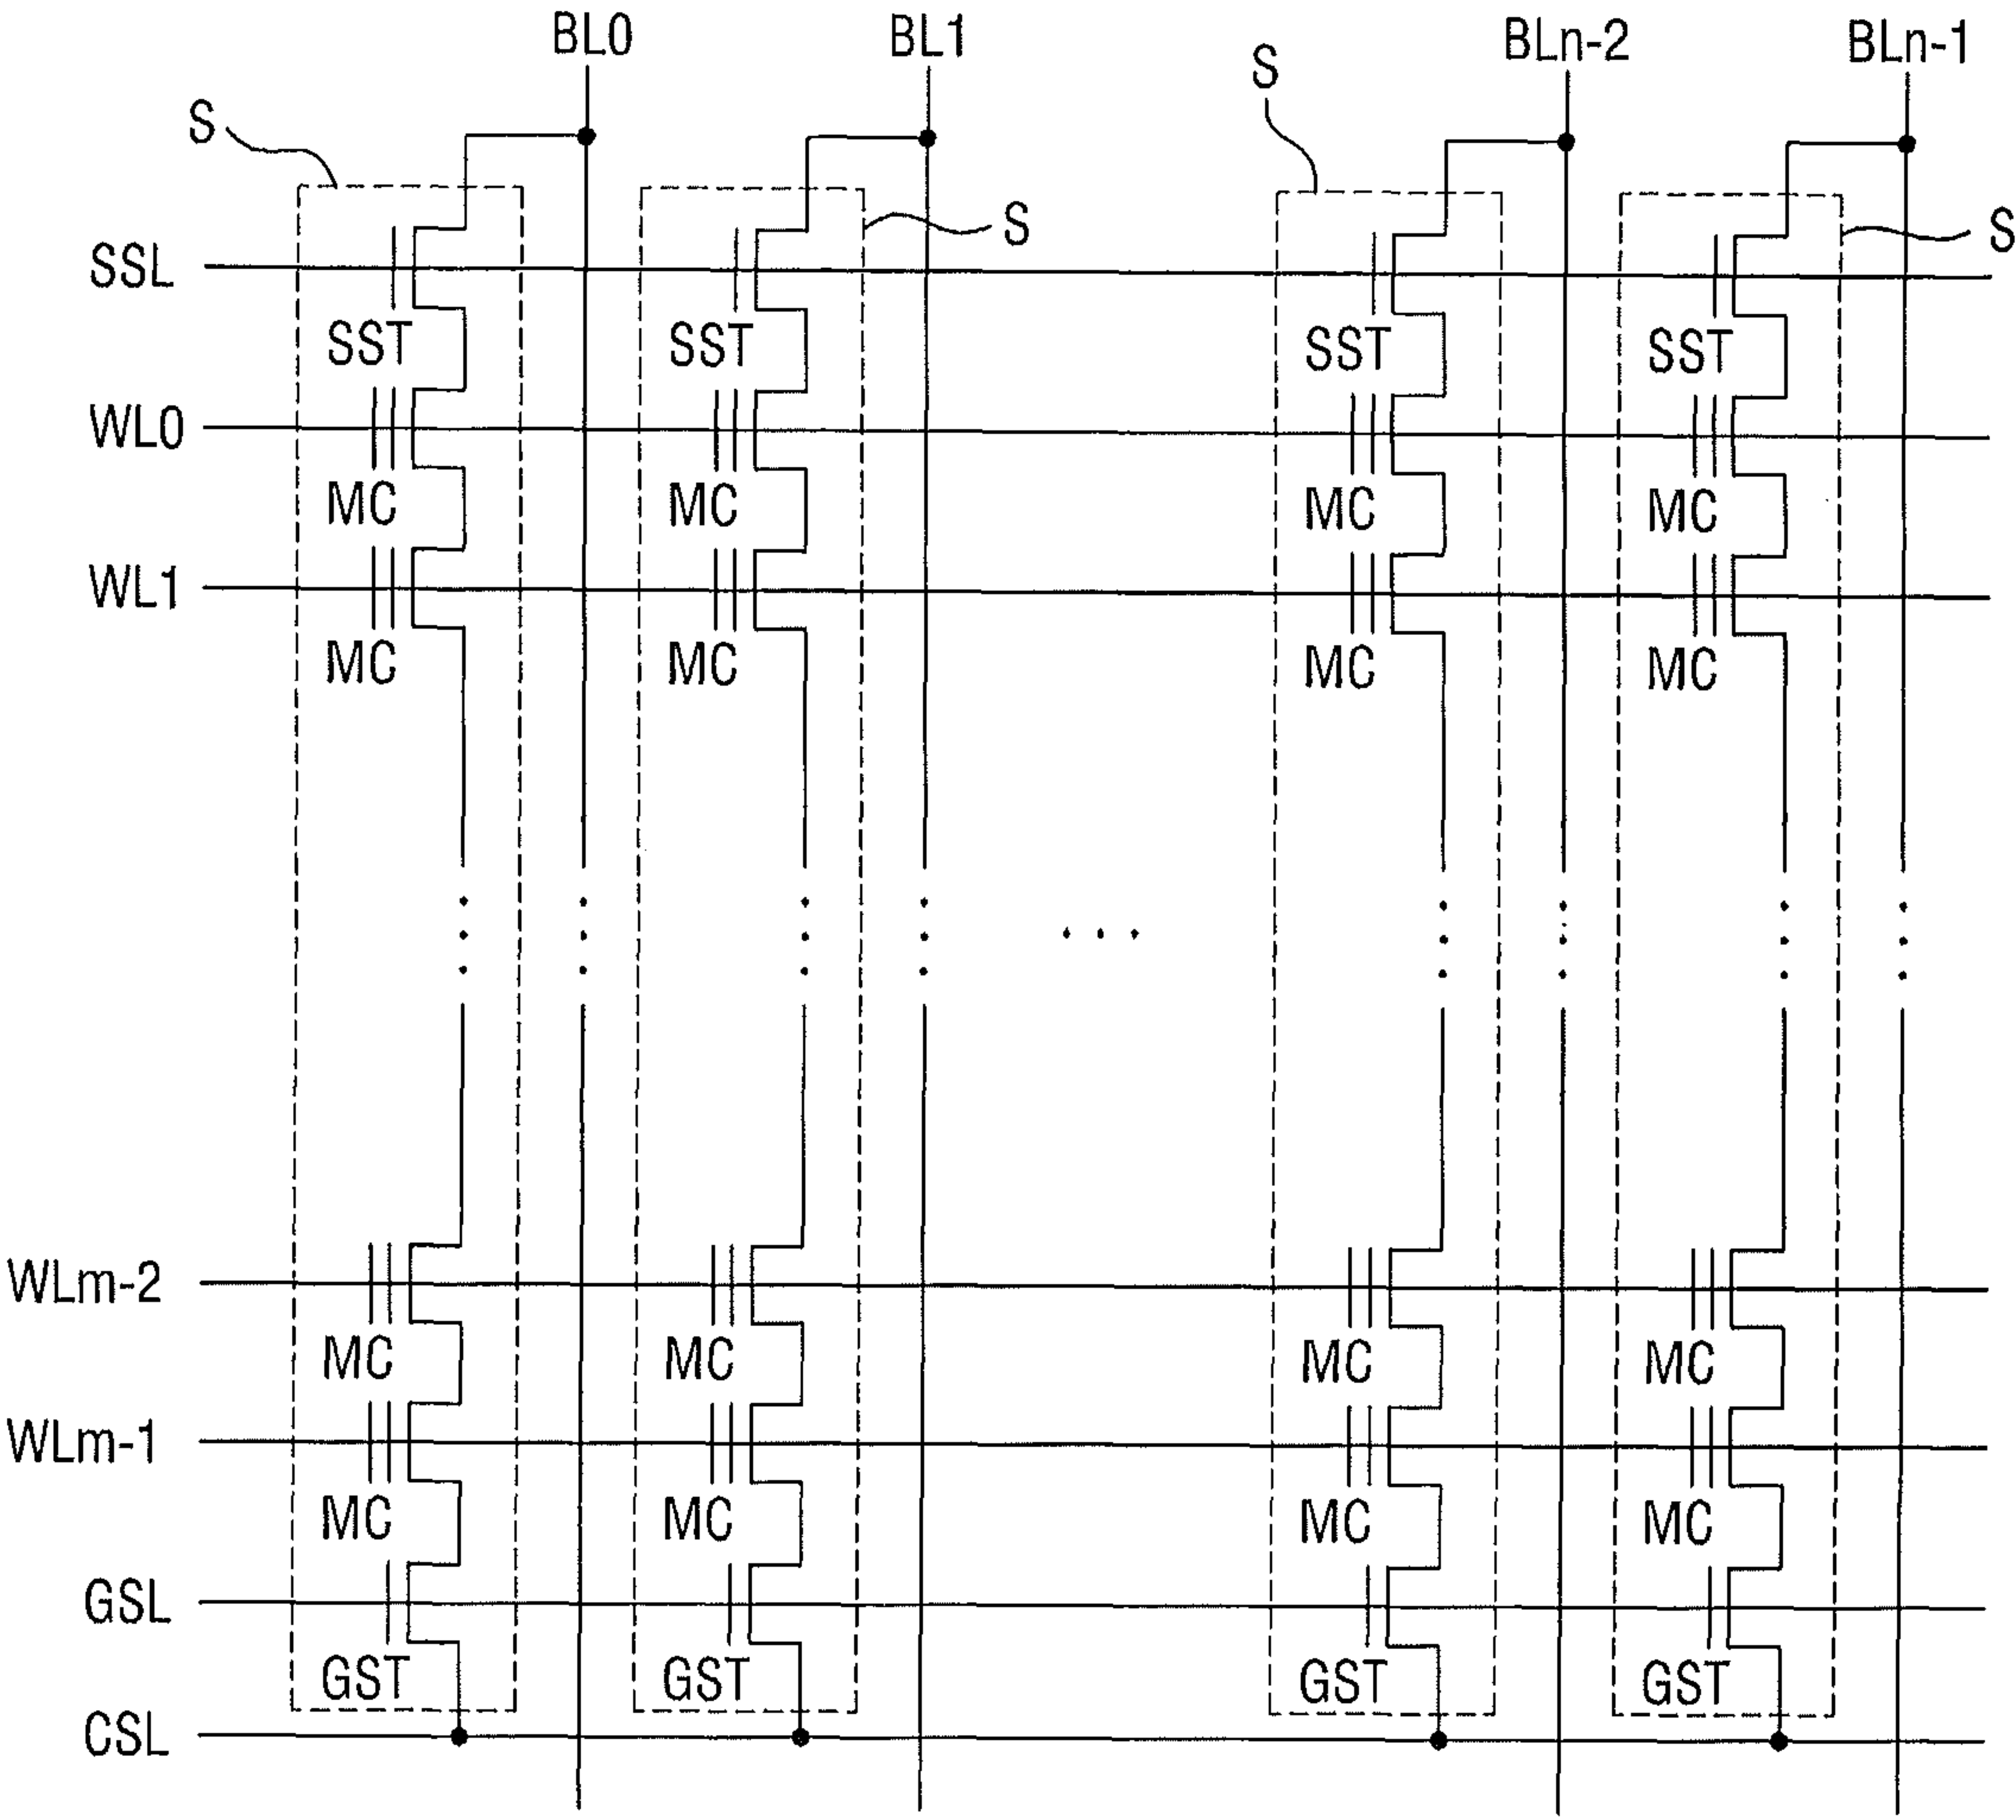 BL0 BL1 BLn-2 BLn-1
S S
S S
SSL
SST SST SST SST
WL0
MC MC MC MC
WL1
MC MC MC MC
WLm-2
MC MC MC MC
WLm-1
MC MC MC MC
GSL
GST GST GST GST
CSL